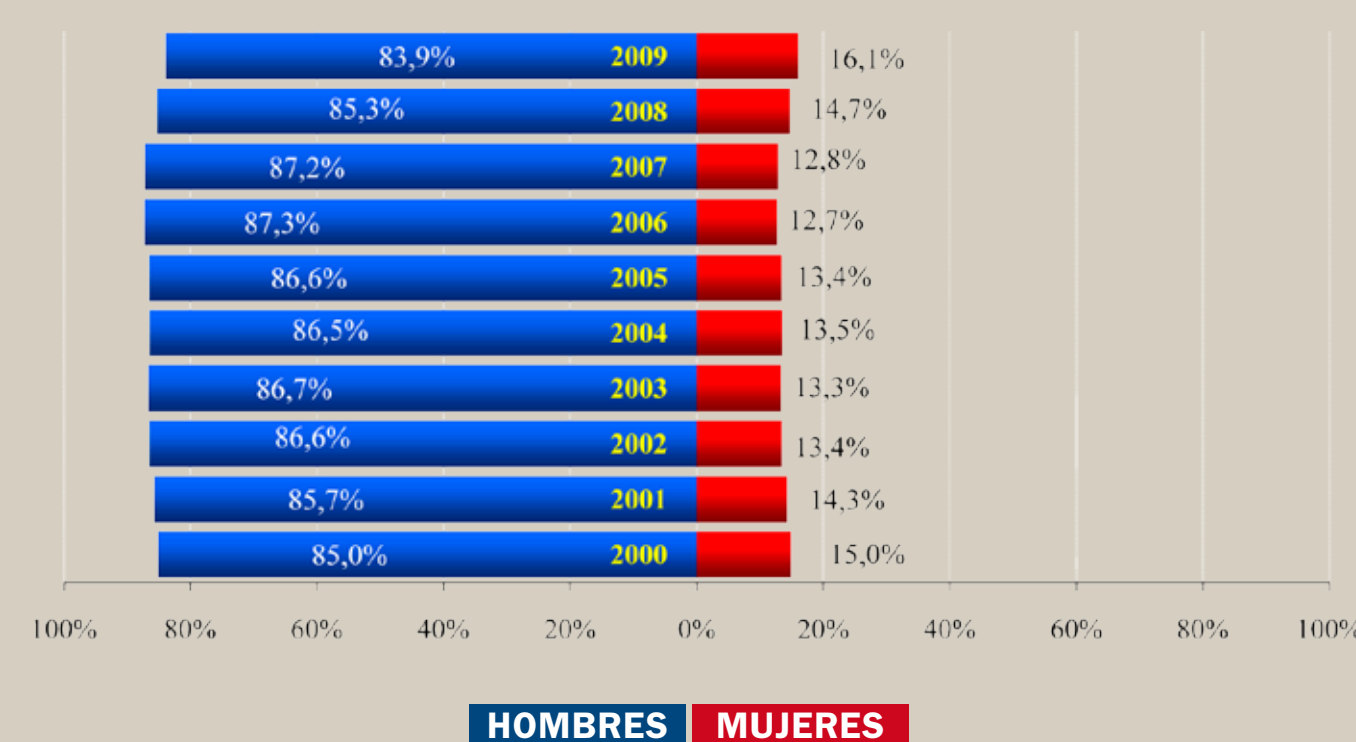 83,9% 2009 16,1%
85,3% 2008 14,7%
87,2% 2007 12,8%
87,3% 2006 12,7%
86,6% 2005 13,4%
86,5% 2004 13,5%
86,7% 2003 13,3%
86,6% 2002 13,4%
85,7% 2001 14,3%
85,0% 2000 15,0%
100% 80% 60% 40% 20% 0% 20% 40% 60% 80% 100%
HOMBRES MUJERES